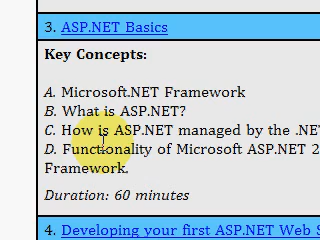 3. ASP.NET Basics
Key Concepts:
A. Microsoft.NET Framework
B. What is ASP.NET?
C. How is ASP.NET managed by the .NE
D. Functionality of Microsoft ASP.NET 2
Framework.
Duration: 60 minutes
4. Developing your first ASP.NET Web S